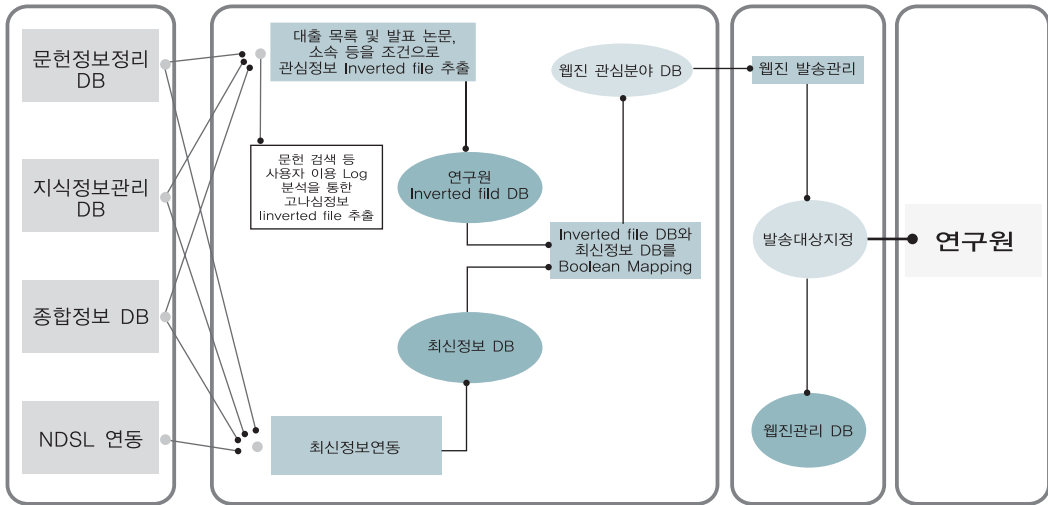 문헌정보정리
DB
지식정보관리
DB
종합정보 DB
NDSL 연동
대출 목록 및 발표 논문,
소속 등을 조건으로
관심정보 Inverted file 추출
문헌 검색 등
사용자 이용 Log
분석을 통한
고나심정보
Iinverted file 추출
연구원
Inverted fild DB
최신정보 DB
최신정보연동
웹진 관심분야 DB
Inverted file DB와
최신정보 DB를
Boolean Mapping
웹진 발송관리
발송대상지정
웹진관리 DB
연구원